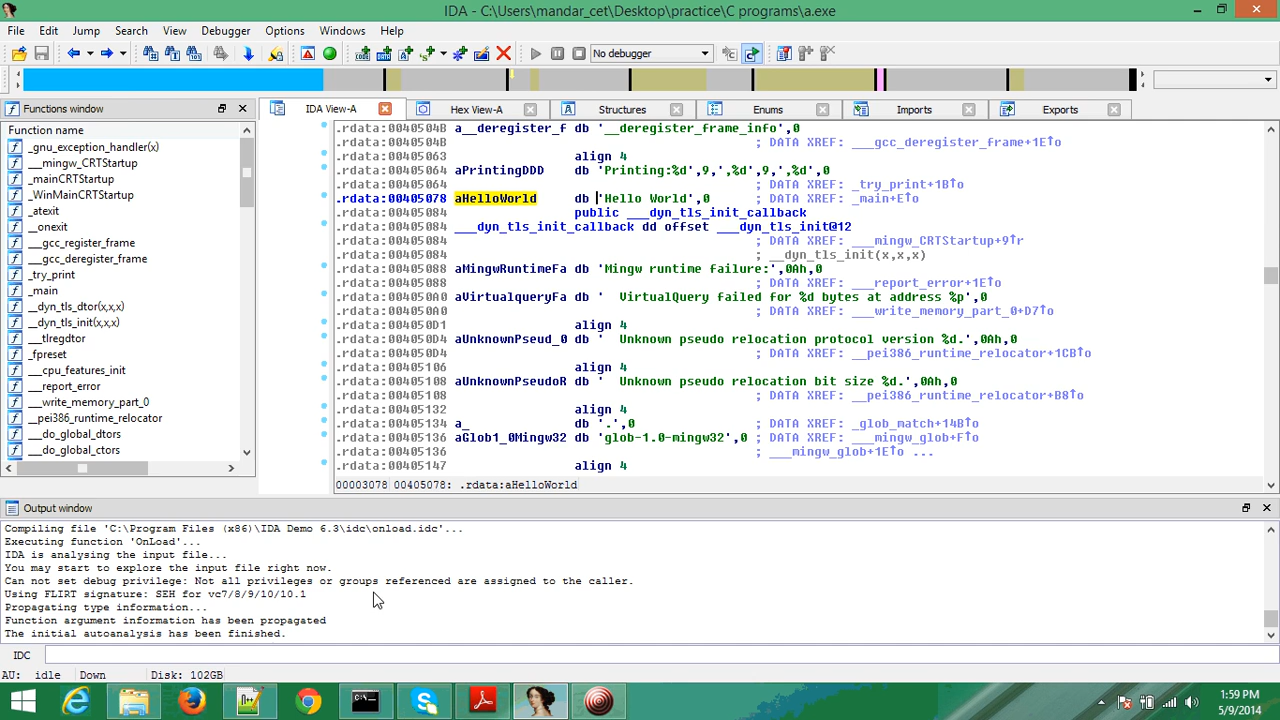 IDA - C:\Users\mandar_cet\Desktop\practice\C programs\a.exe
File Edit Jump Search View Debugger Options Windows Help
No debugger
Functions window
IDA View-A Hex View-A Structures Enums Imports Exports
Function name
_gnu_exception_handler(x)
___mingw_CRTStartup
_mainCRTStartup
_WinMainCRTStartup
_atexit
__onexit
___gcc_register_frame
___gcc_deregister_frame
_try_print
_main
__dyn_tls_dtor(x,x,x)
__dyn_tls_init(x,x,x)
___tlregdtor
_fpreset
___cpu_features_init
___report_error
___write_memory_part_0
__pei386_runtime_relocator
___do_global_dtors
___do_global_ctors
.rdata:0040504B a__deregister_f db '__deregister_frame_info',0
.rdata:0040504B ; DATA XREF: ___gcc_deregister_frame+1E↑o
.rdata:00405063 align 4
.rdata:00405064 aPrintingDDD db 'Printing:%d',9,',%d',9,',%d',0
.rdata:00405064 ; DATA XREF: _try_print+1B↑o
.rdata:00405078 aHelloWorld db 'Hello World',0 ; DATA XREF: _main+E↑o
.rdata:00405084 public ___dyn_tls_init_callback
.rdata:00405084 ___dyn_tls_init_callback dd offset ___dyn_tls_init@12
.rdata:00405084 ; DATA XREF: ___mingw_CRTStartup+9↑r
.rdata:00405084 ; __dyn_tls_init(x,x,x)
.rdata:00405088 aMingwRuntimeFa db 'Mingw runtime failure:',0Ah,0
.rdata:00405088 ; DATA XREF: ___report_error+1E↑o
.rdata:004050A0 aVirtualqueryFa db '  VirtualQuery failed for %d bytes at address %p',0
.rdata:004050A0 ; DATA XREF: ___write_memory_part_0+D7↑o
.rdata:004050D1 align 4
.rdata:004050D4 aUnknownPseud_0 db '  Unknown pseudo relocation protocol version %d.',0Ah,0
.rdata:004050D4 ; DATA XREF: __pei386_runtime_relocator+1CB↑o
.rdata:00405106 align 4
.rdata:00405108 aUnknownPseudoR db '  Unknown pseudo relocation bit size %d.',0Ah,0
.rdata:00405108 ; DATA XREF: __pei386_runtime_relocator+B8↑o
.rdata:00405132 align 4
.rdata:00405134 a_ db '.',0 ; DATA XREF: _glob_match+14B↑o
.rdata:00405136 aGlob1_0Mingw32 db 'glob-1.0-mingw32',0 ; DATA XREF: ___mingw_glob+F↑o
.rdata:00405136 ; ___mingw_glob+1E↑o ...
.rdata:00405147 align 4
00003078 00405078: .rdata:aHelloWorld
Output window
Compiling file 'C:\Program Files (x86)\IDA Demo 6.3\idc\onload.idc'...
Executing function 'OnLoad'...
IDA is analysing the input file...
You may start to explore the input file right now.
Can not set debug privilege: Not all privileges or groups referenced are assigned to the caller.
Using FLIRT signature: SEH for vc7/8/9/10/10.1
Propagating type information...
Function argument information has been propagated
The initial autoanalysis has been finished.
IDC
AU: idle Down Disk: 102GB
1:59 PM
5/9/2014